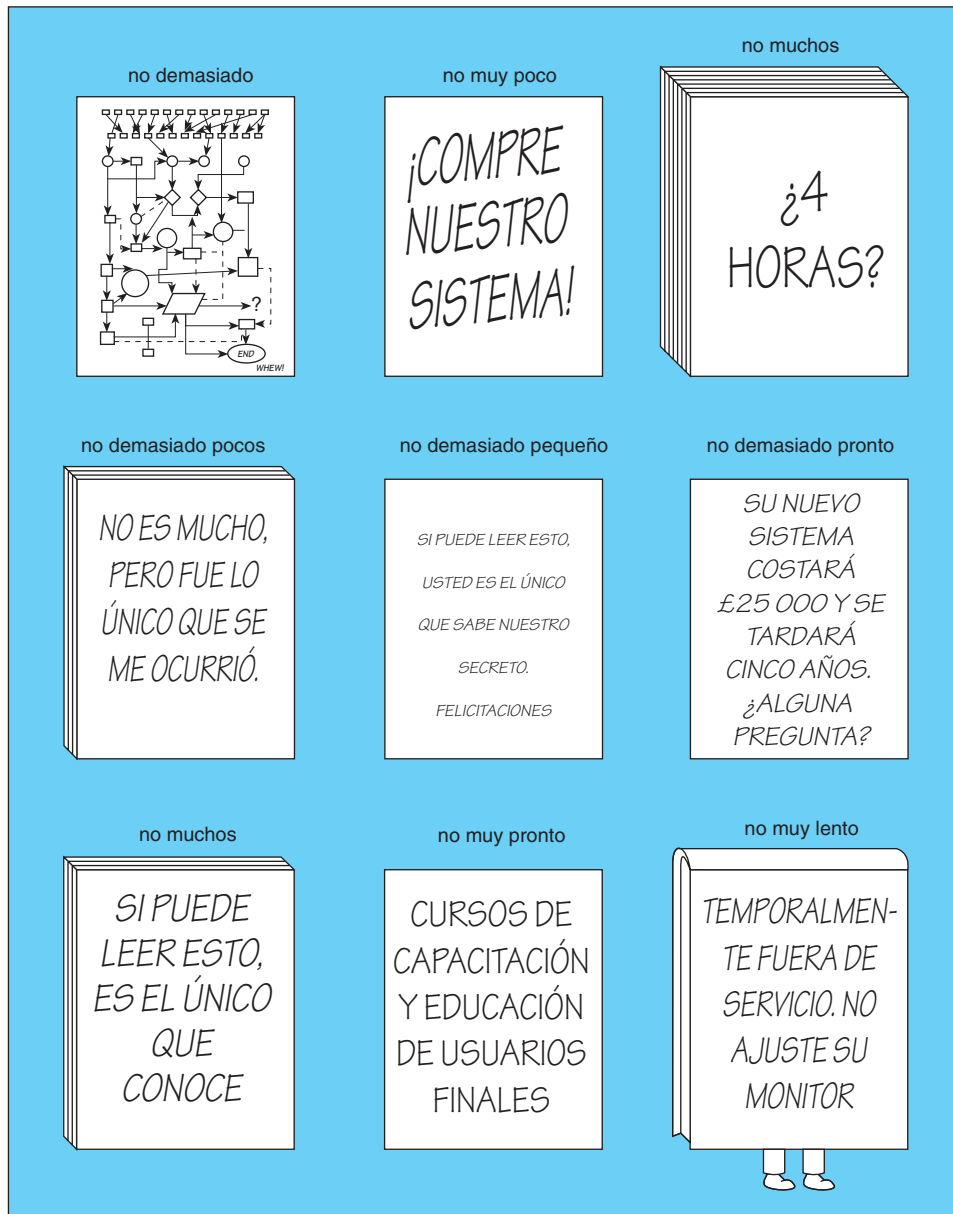 no demasiado
?
END
WHEW!
no muy poco
¡COMPRE
NUESTRO
SISTEMA!
no muchos
¿4
HORAS?
no demasiado pocos
NO ES MUCHO,
PERO FUE LO
ÚNICO QUE SE
ME OCURRIÓ.
no demasiado pequeño
SI PUEDE LEER ESTO,
USTED ES EL ÚNICO
QUE SABE NUESTRO
SECRETO.
FELICITACIONES
no demasiado pronto
SU NUEVO
SISTEMA
COSTARÁ
£25 000 Y SE
TARDARÁ
CINCO AÑOS.
¿ALGUNA
PREGUNTA?
no muchos
SI PUEDE
LEER ESTO,
ES EL ÚNICO
QUE
CONOCE
no muy pronto
CURSOS DE
CAPACITACIÓN
Y EDUCACIÓN
DE USUARIOS
FINALES
no muy lento
TEMPORALMEN-
TE FUERA DE
SERVICIO. NO
AJUSTE SU
MONITOR